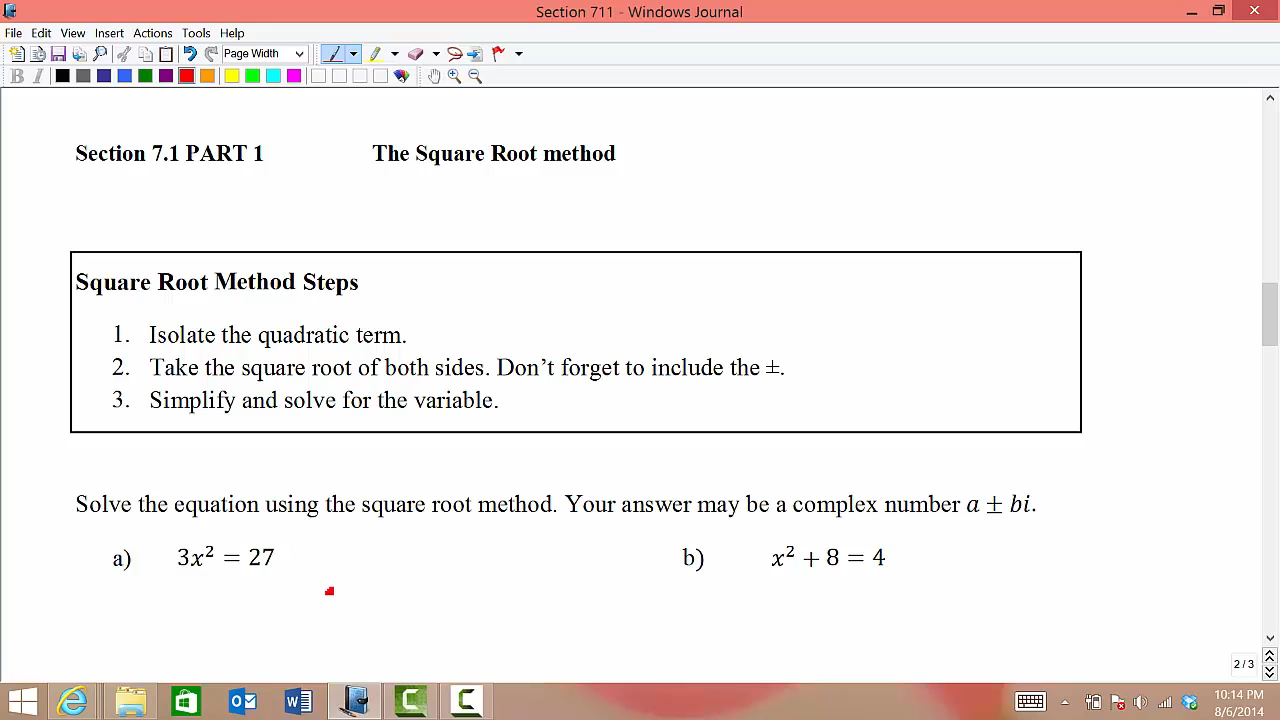 Section 711 - Windows Journal
File Edit View Insert Actions Tools Help
Page Width
B I
Section 7.1 PART 1 The Square Root method
Square Root Method Steps
1. Isolate the quadratic term.
2. Take the square root of both sides. Don’t forget to include the ±.
3. Simplify and solve for the variable.
Solve the equation using the square root method. Your answer may be a complex number a ± bi.
a) 3x² = 27 b) x² + 8 = 4
2 / 3
10:14 PM
8/6/2014